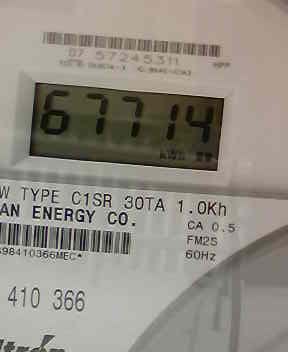 07 57245311
67714
KWH
W TYPE C1SR 30TA 1.0Kh
AN ENERGY CO.
CA 0.5
FM2S
60Hz
98410366MEC*
410 366